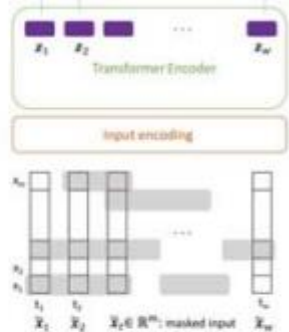 z₁ z₂ ... z_w
Transformer Encoder
Input encoding
x_m
...
x₂
x₁
t₁ t₂ t_w
x̃₁ x̃₂ x̃_t ∈ ℝᵐ: masked input x̃_w